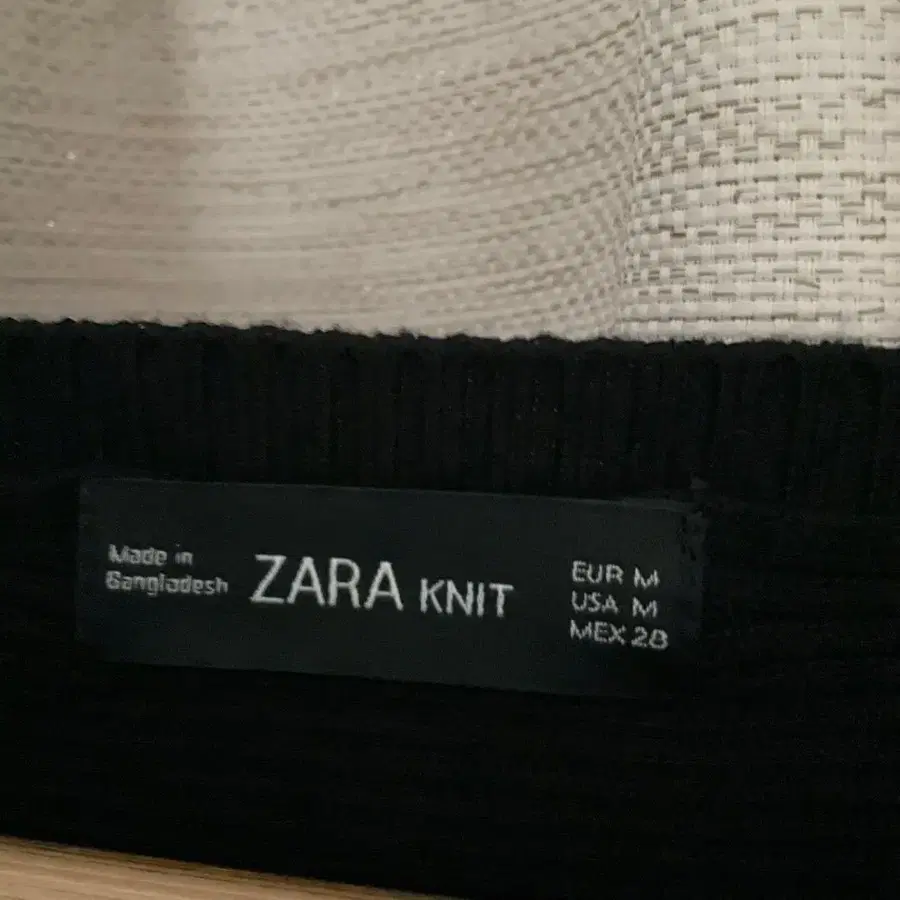 Made in
Bangladesh
ZARA KNIT
EUR M
USA M
MEX 28